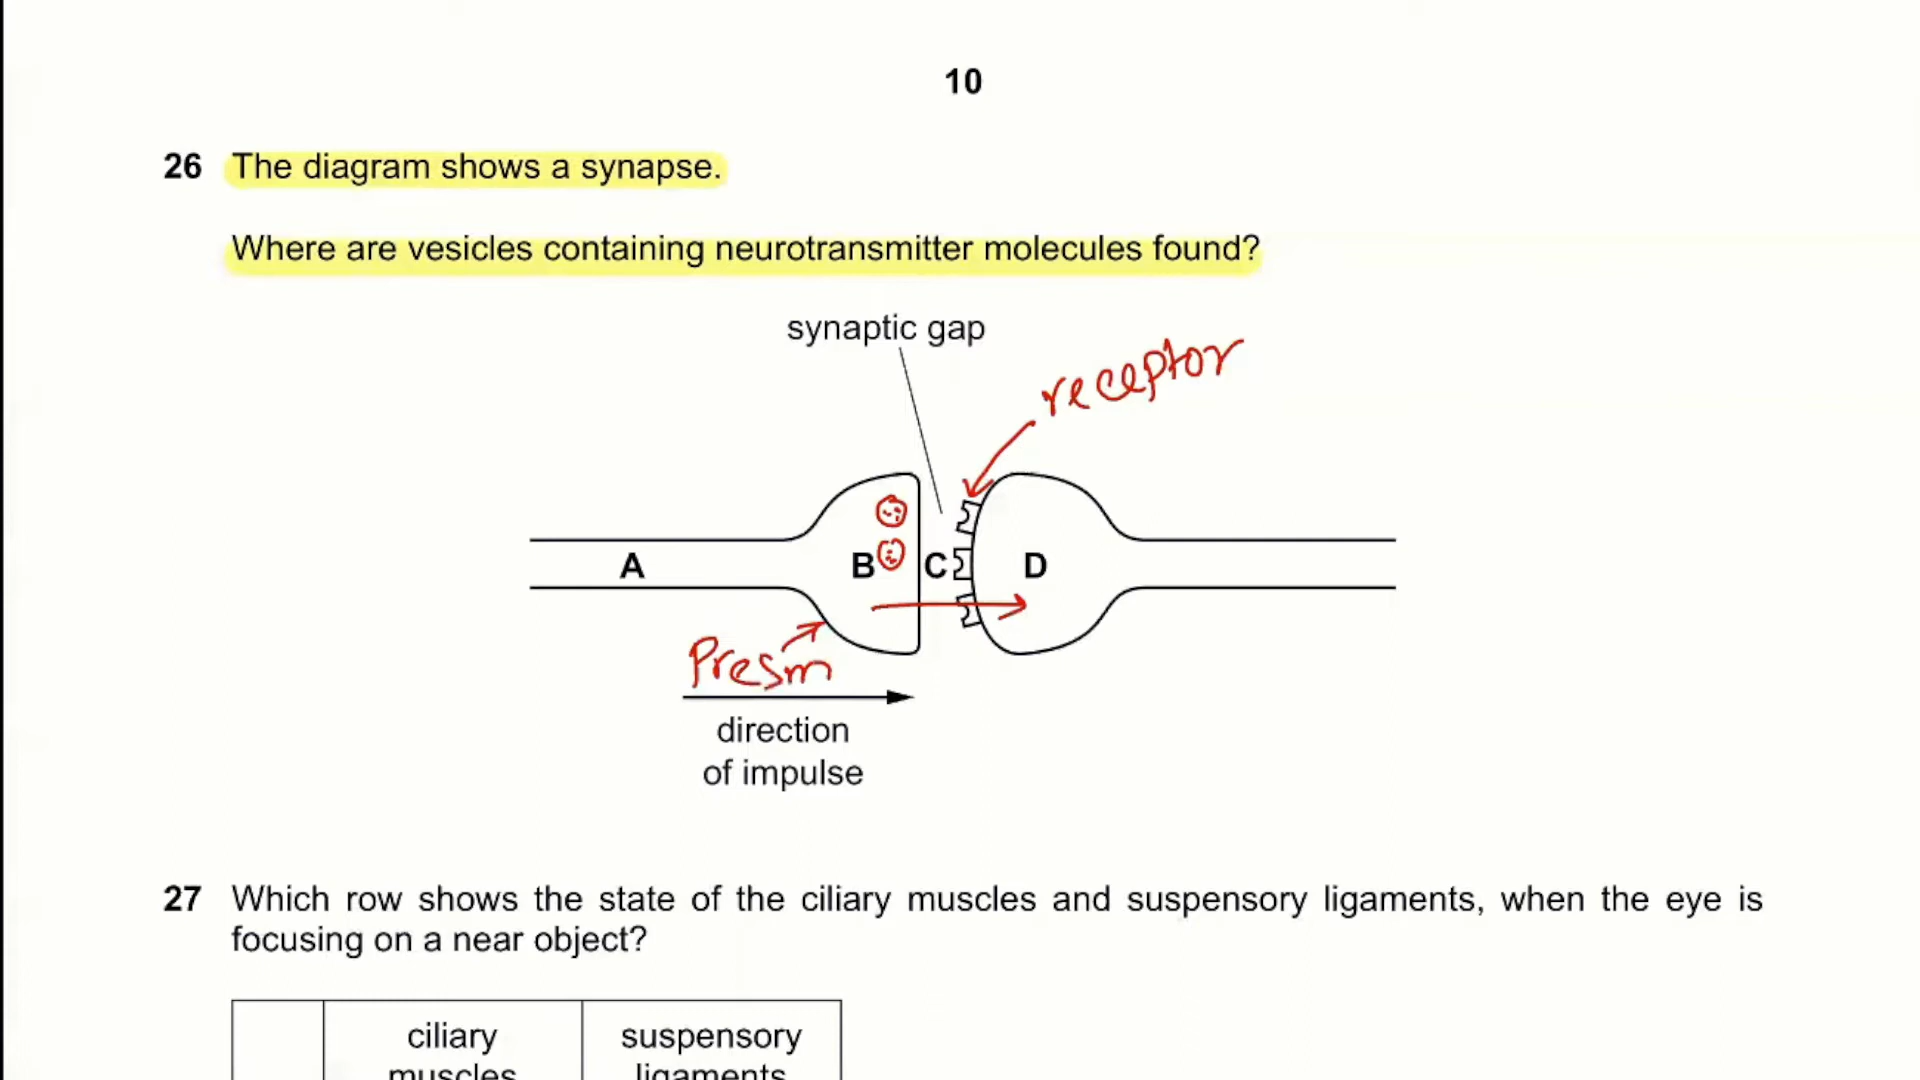 10
26 The diagram shows a synapse.
Where are vesicles containing neurotransmitter molecules found?
synaptic gap
receptor
A B C D
Presm
direction
of impulse
27 Which row shows the state of the ciliary muscles and suspensory ligaments, when the eye is
focusing on a near object?
ciliary suspensory
muscles ligaments